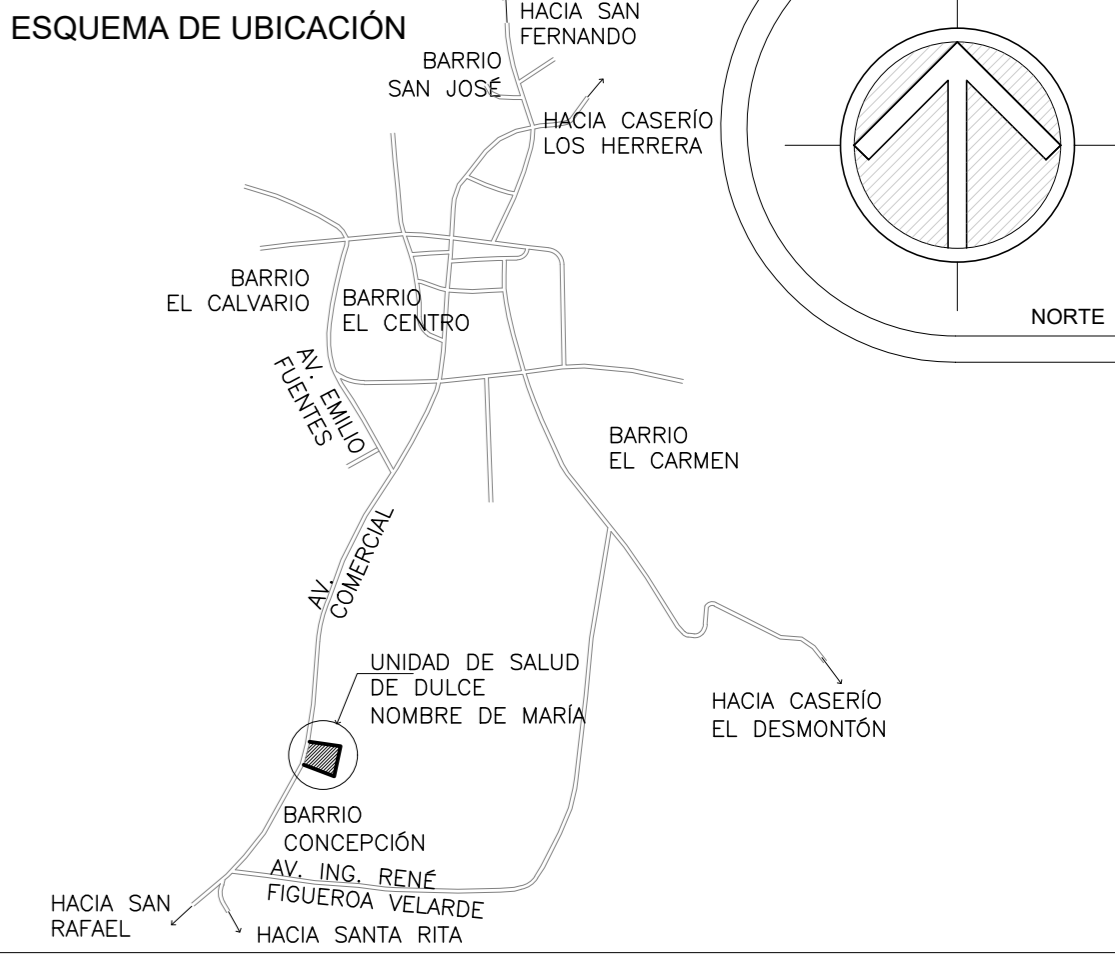 ESQUEMA DE UBICACIÓN
HACIA SAN
FERNANDO
BARRIO
SAN JOSÉ
HACIA CASERÍO
LOS HERRERA
NORTE
BARRIO
EL CALVARIO
BARRIO
EL CENTRO
AV. EMILIO
FUENTES
BARRIO
EL CARMEN
AV.
COMERCIAL
UNIDAD DE SALUD
DE DULCE
NOMBRE DE MARÍA
HACIA CASERÍO
EL DESMONTÓN
BARRIO
CONCEPCIÓN
AV. ING. RENÉ
FIGUEROA VELARDE
HACIA SAN
RAFAEL
HACIA SANTA RITA